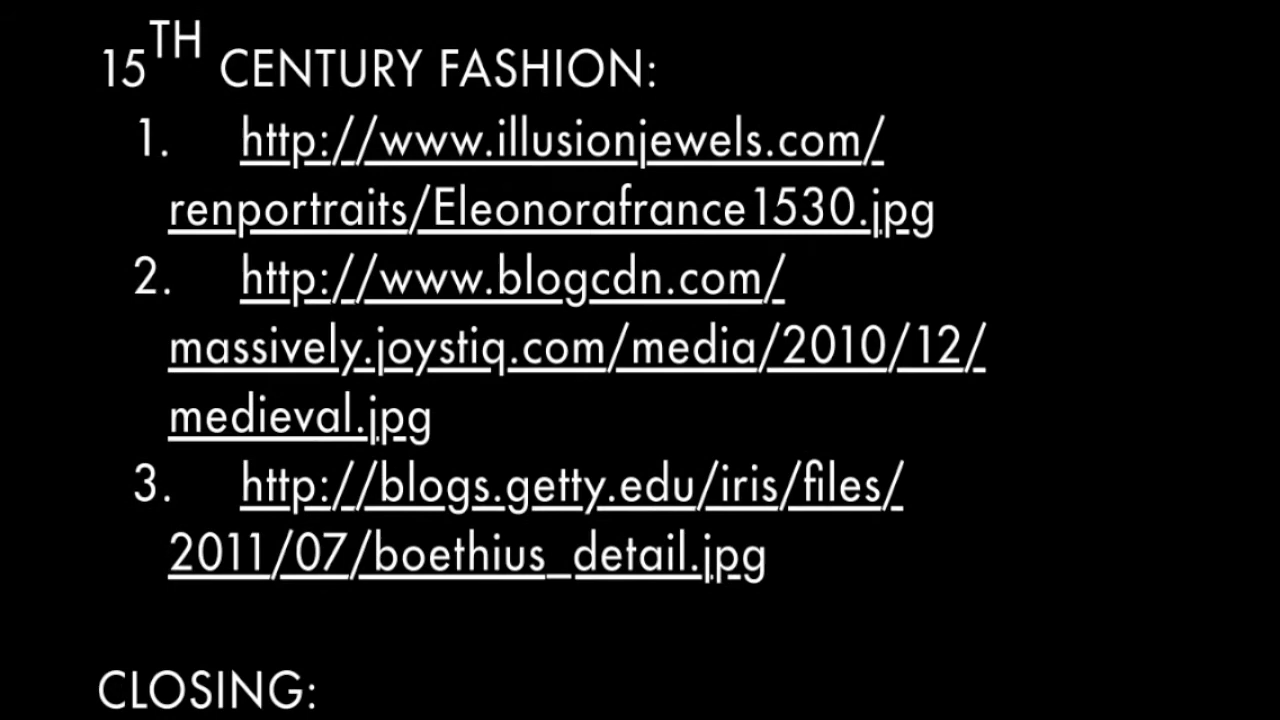 15TH CENTURY FASHION:
1. http://www.illusionjewels.com/
renportraits/Eleonorafrance1530.jpg
2. http://www.blogcdn.com/
massively.joystiq.com/media/2010/12/
medieval.jpg
3. http://blogs.getty.edu/iris/files/
2011/07/boethius_detail.jpg
CLOSING: